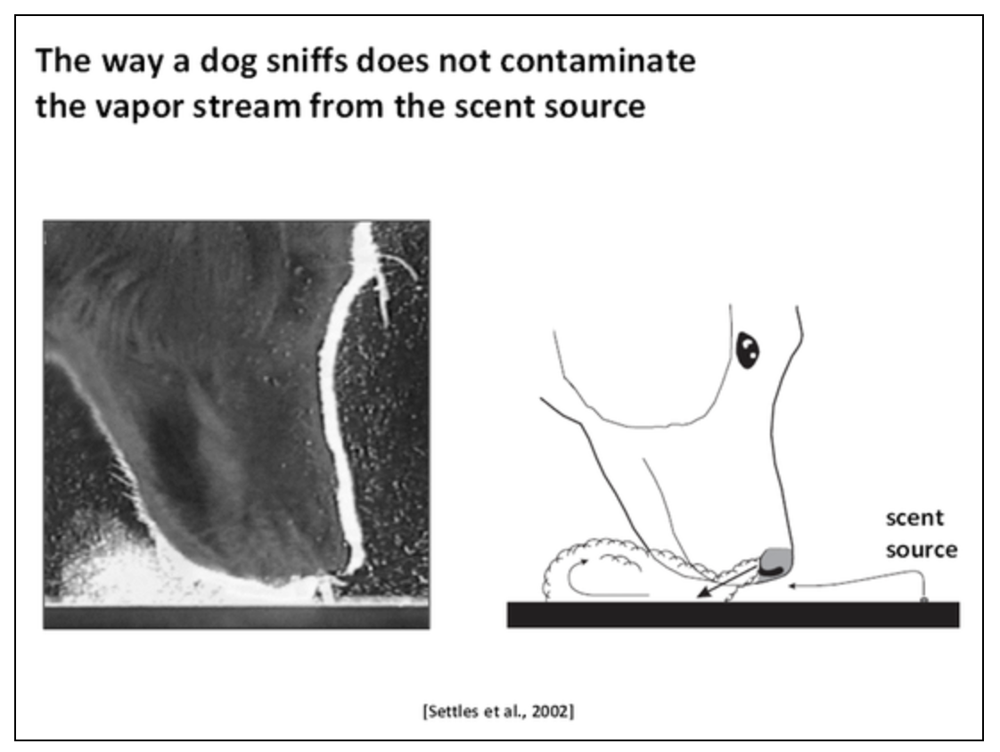 The way a dog sniffs does not contaminate
the vapor stream from the scent source
scent
source
[Settles et al., 2002]